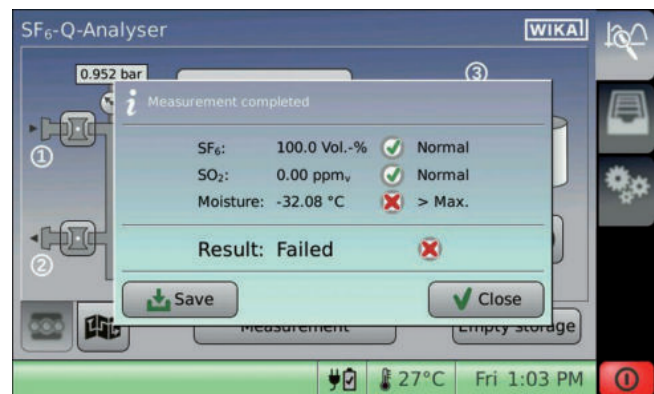 SF₆-Q-Analyser
WIKA
0.952 bar
③
i Measurement completed
①
SF₆: 100.0 Vol.-% Normal
SO₂: 0.00 ppmᵥ Normal
Moisture: -32.08 °C > Max.
②
Result: Failed
Save
Close
Measurement
Empty storage
27°C
Fri 1:03 PM